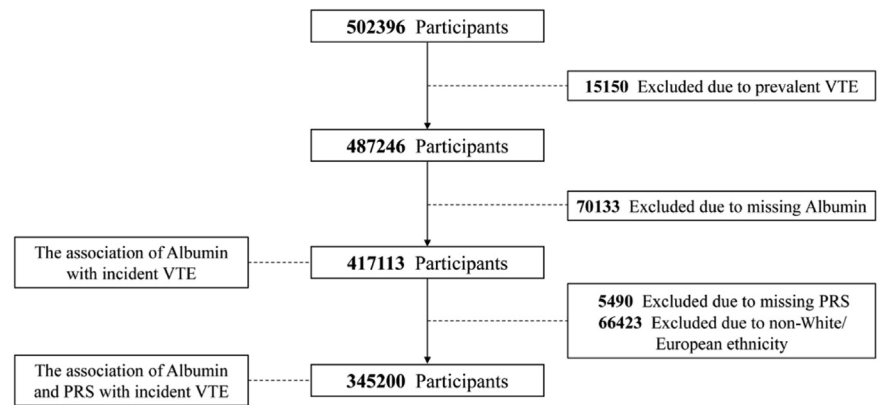 502396 Participants
15150 Excluded due to prevalent VTE
487246 Participants
70133 Excluded due to missing Albumin
The association of Albumin
with incident VTE
417113 Participants
5490 Excluded due to missing PRS
66423 Excluded due to non-White/
European ethnicity
The association of Albumin
and PRS with incident VTE
345200 Participants